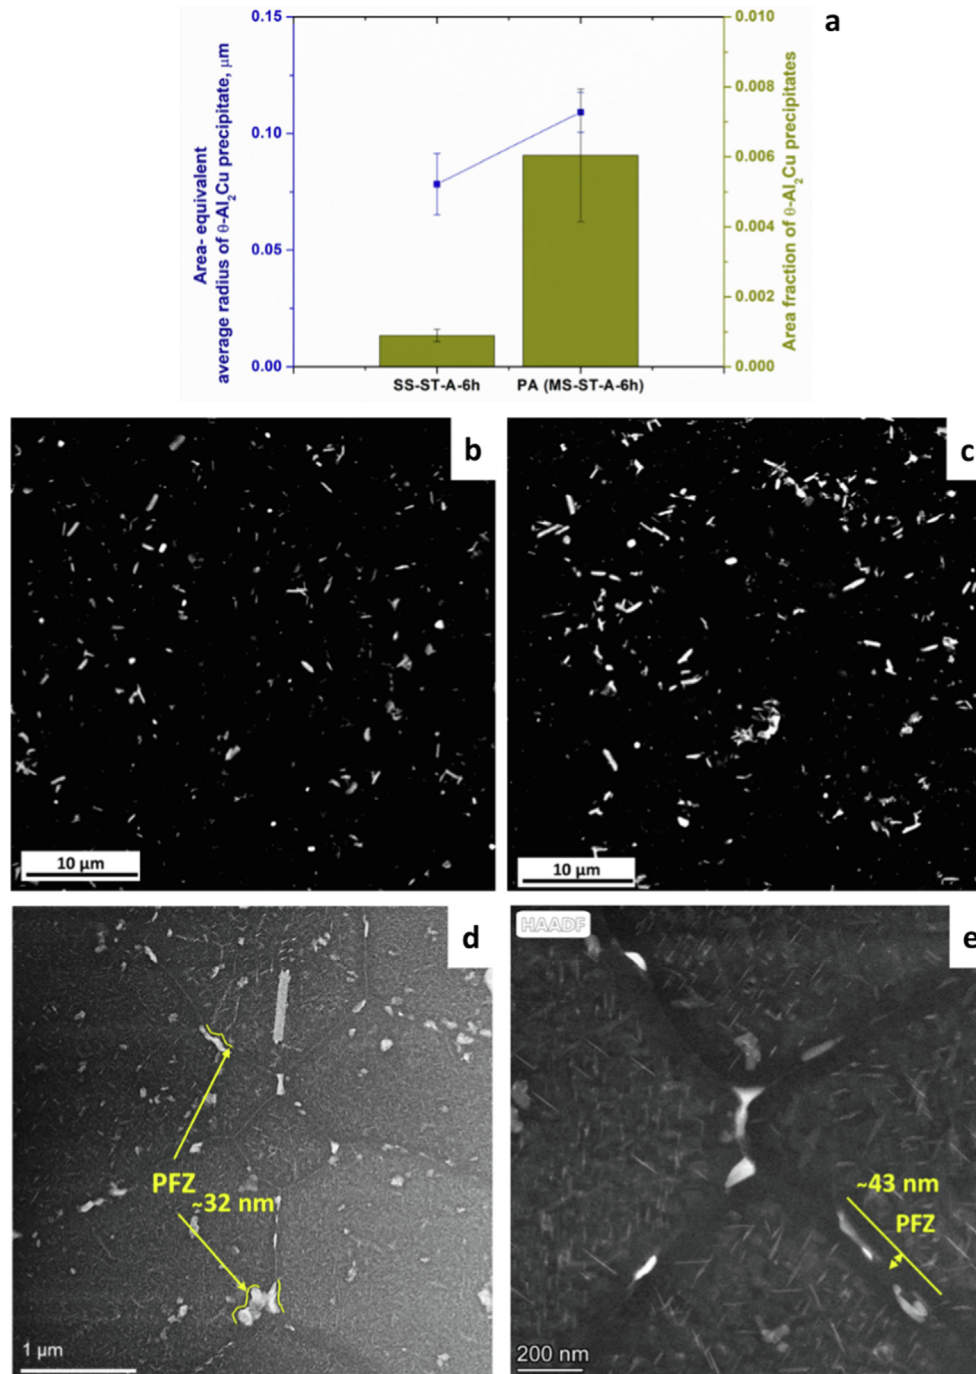 a
0.15
0.10
0.05
0.00
Area- equivalent
average radius of θ-Al₂Cu precipitate, μm
0.010
0.008
0.006
0.004
0.002
0.000
Area fraction of θ-Al₂Cu precipitates
SS-ST-A-6h
PA (MS-ST-A-6h)
b
10 μm
c
10 μm
d
PFZ
~32 nm
1 μm
HAADF
e
~43 nm
PFZ
200 nm